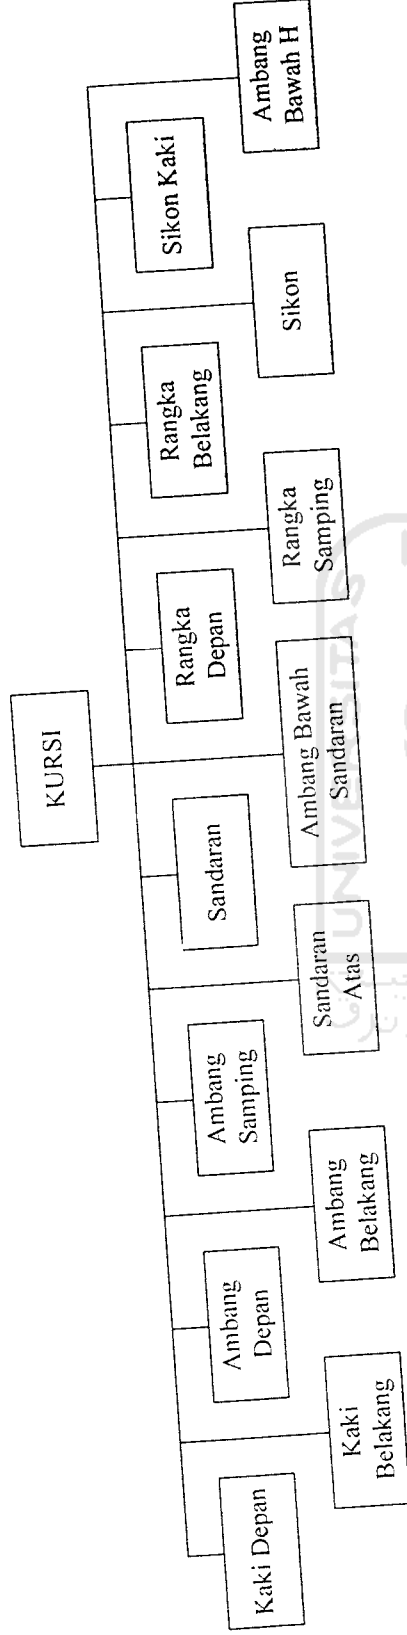 KURSI
Kaki Depan
Kaki
Belakang
Ambang
Depan
Ambang
Belakang
Ambang
Samping
Sandaran
Atas
Sandaran
Ambang Bawah
Sandaran
Rangka
Depan
Rangka
Samping
Rangka
Belakang
Sikon
Sikon Kaki
Ambang
Bawah H
UNIVERSITAS